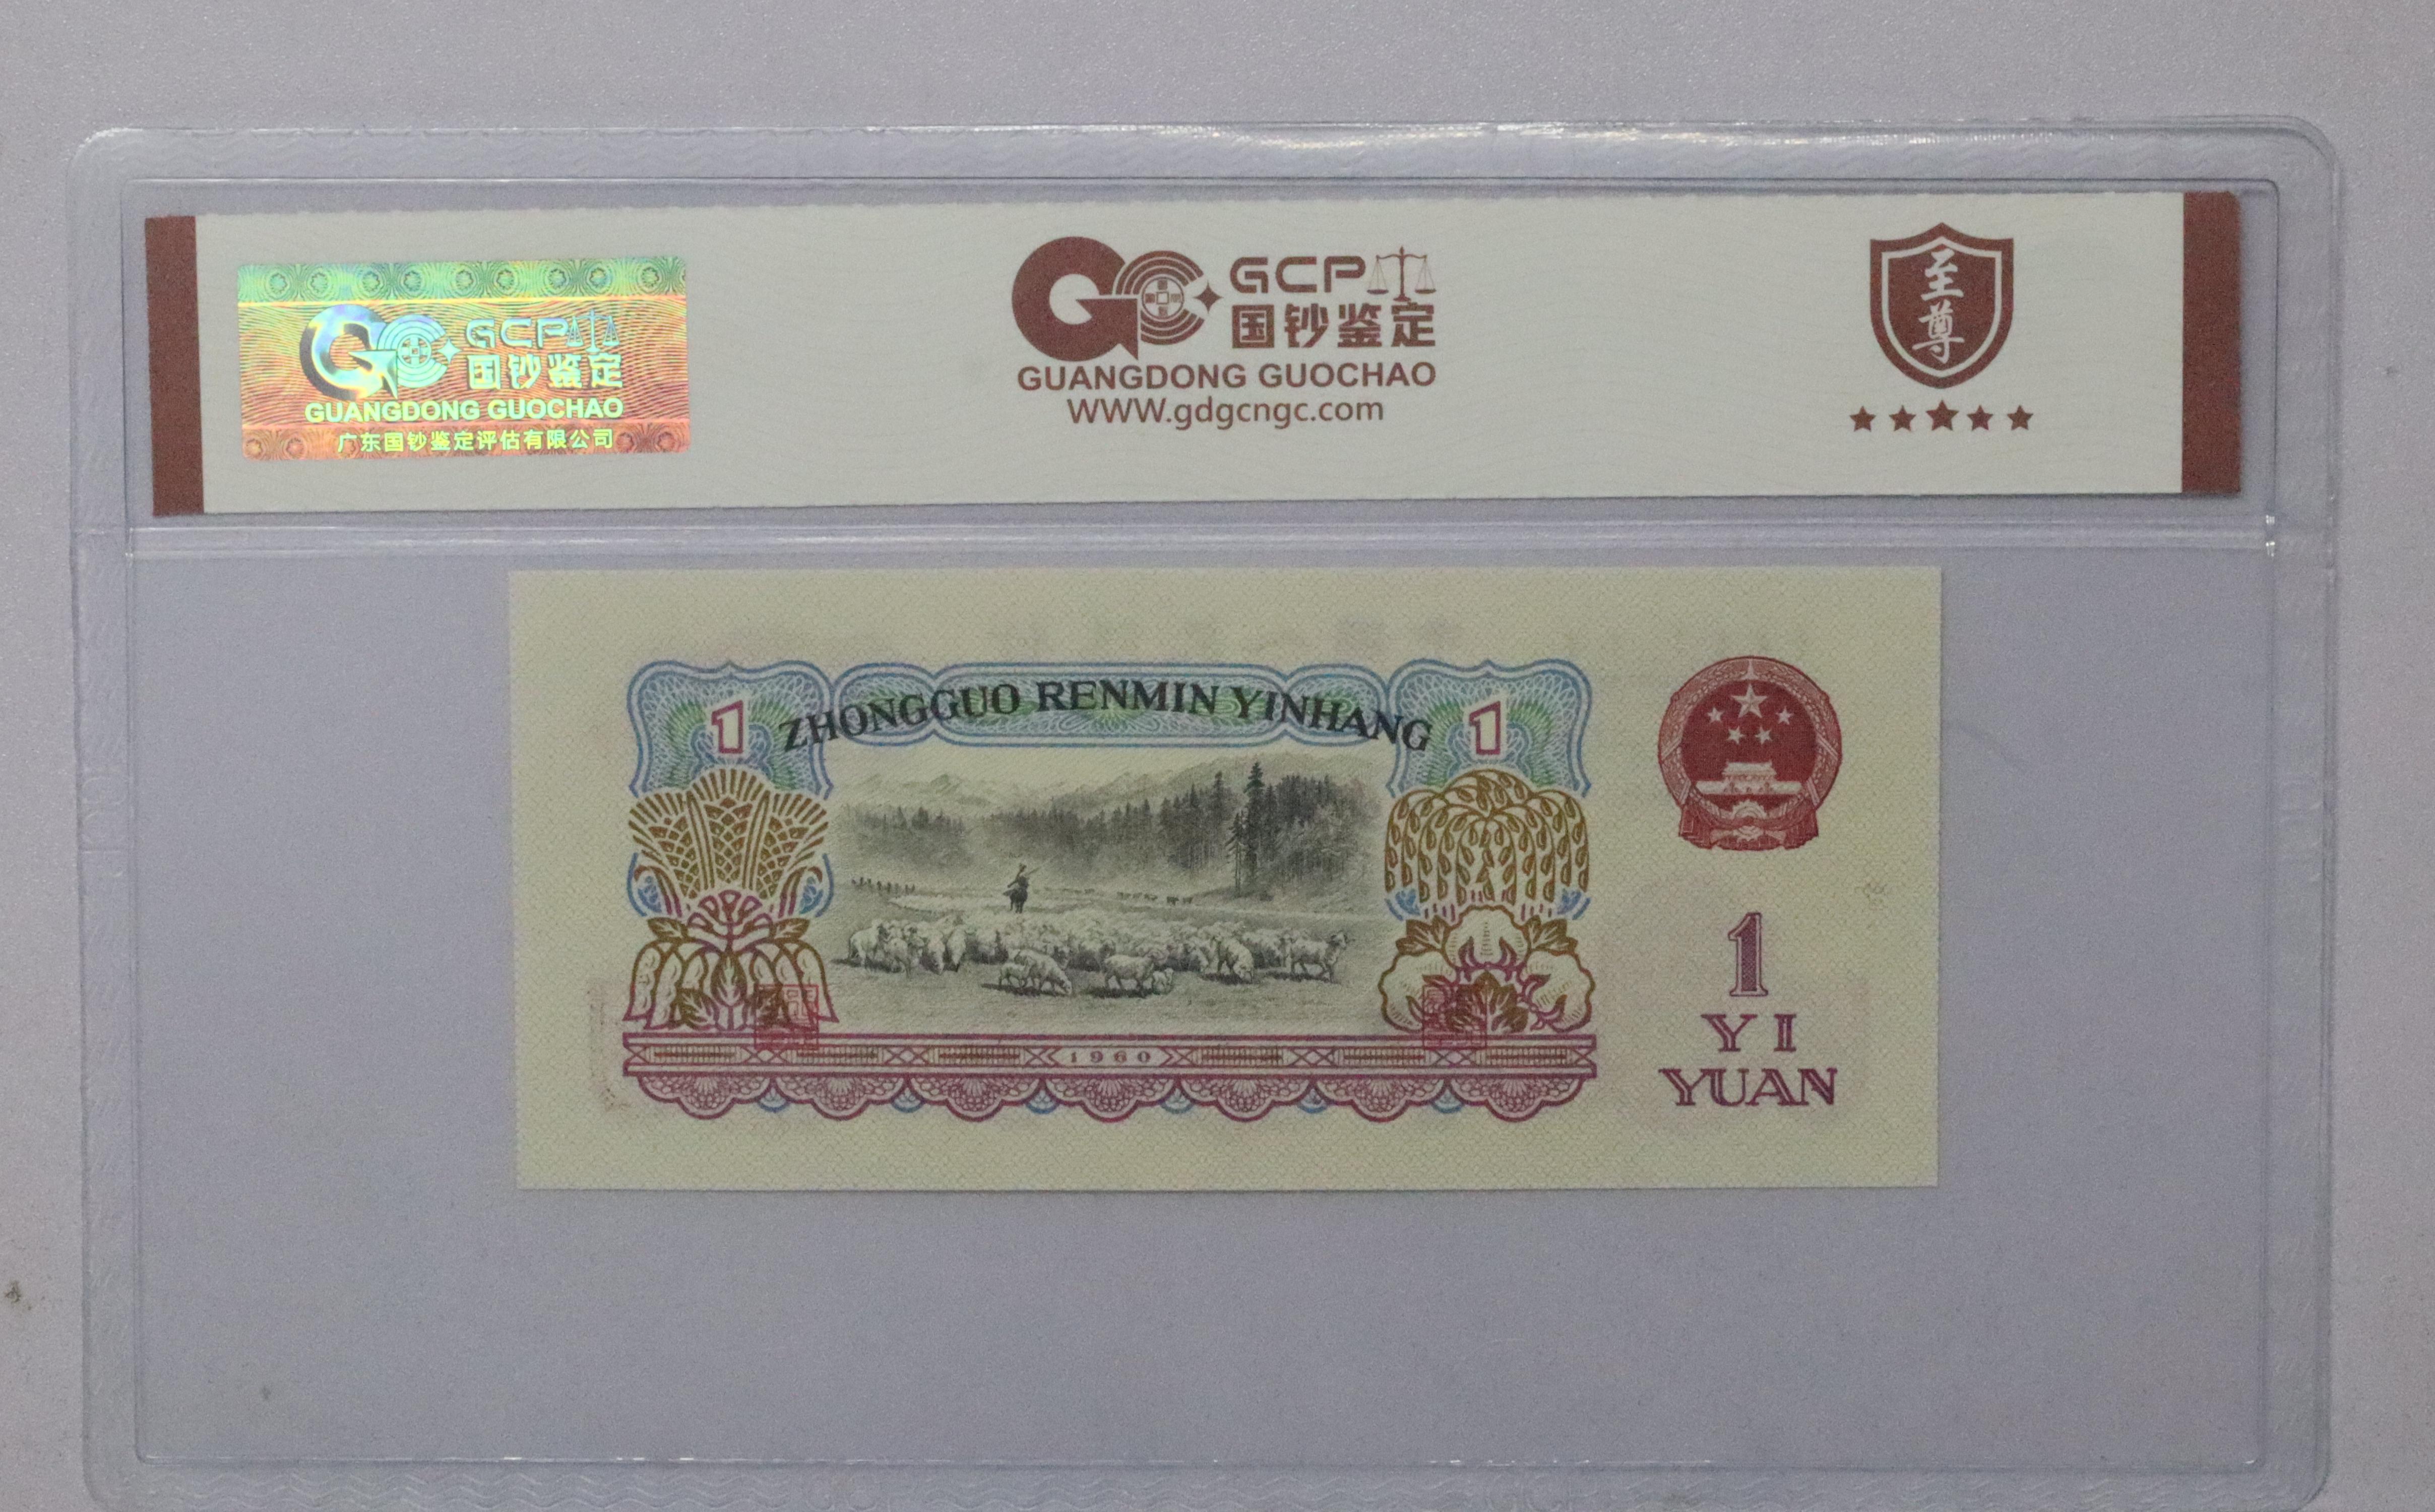 GCP
国钞鉴定
GUANGDONG GUOCHAO
广东国钞鉴定评估有限公司
GCP
国钞鉴定
GUANGDONG GUOCHAO
WWW.gdgcngc.com
至尊
ZHONGGUO RENMIN YINHANG
1
1
1960
1
YI
YUAN